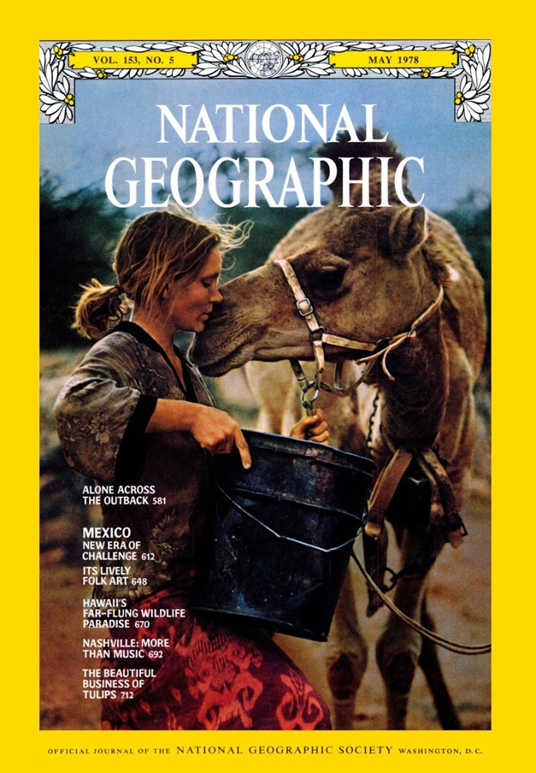 VOL. 153, NO. 5
MAY 1978
NATIONAL
GEOGRAPHIC
ALONE ACROSS
THE OUTBACK 581
MEXICO
NEW ERA OF
CHALLENGE 612
ITS LIVELY
FOLK ART 648
HAWAII'S
FAR-FLUNG WILDLIFE
PARADISE 670
NASHVILLE: MORE
THAN MUSIC 692
THE BEAUTIFUL
BUSINESS OF
TULIPS 712
OFFICIAL JOURNAL OF THE NATIONAL GEOGRAPHIC SOCIETY WASHINGTON, D.C.